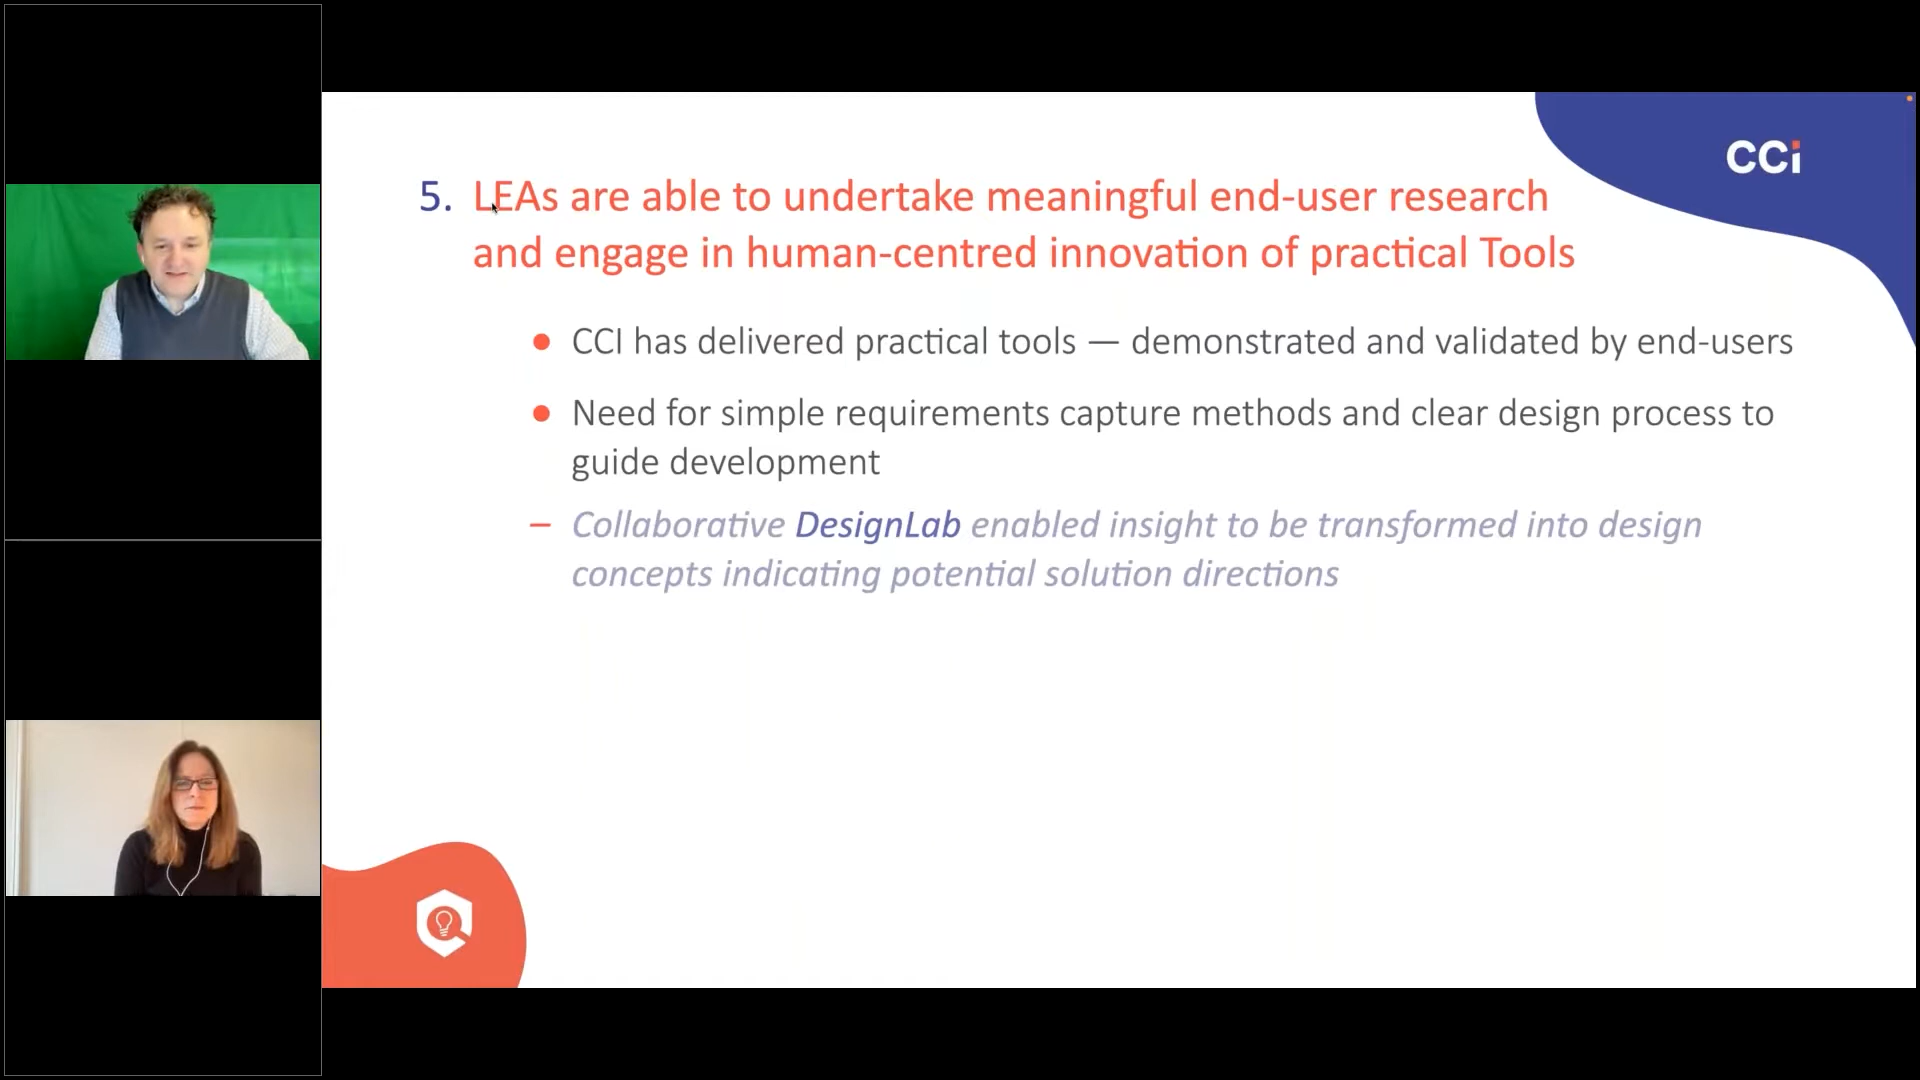 CCi
5. LEAs are able to undertake meaningful end-user research
and engage in human-centred innovation of practical Tools
● CCI has delivered practical tools — demonstrated and validated by end-users
● Need for simple requirements capture methods and clear design process to
guide development
– Collaborative DesignLab enabled insight to be transformed into design
concepts indicating potential solution directions